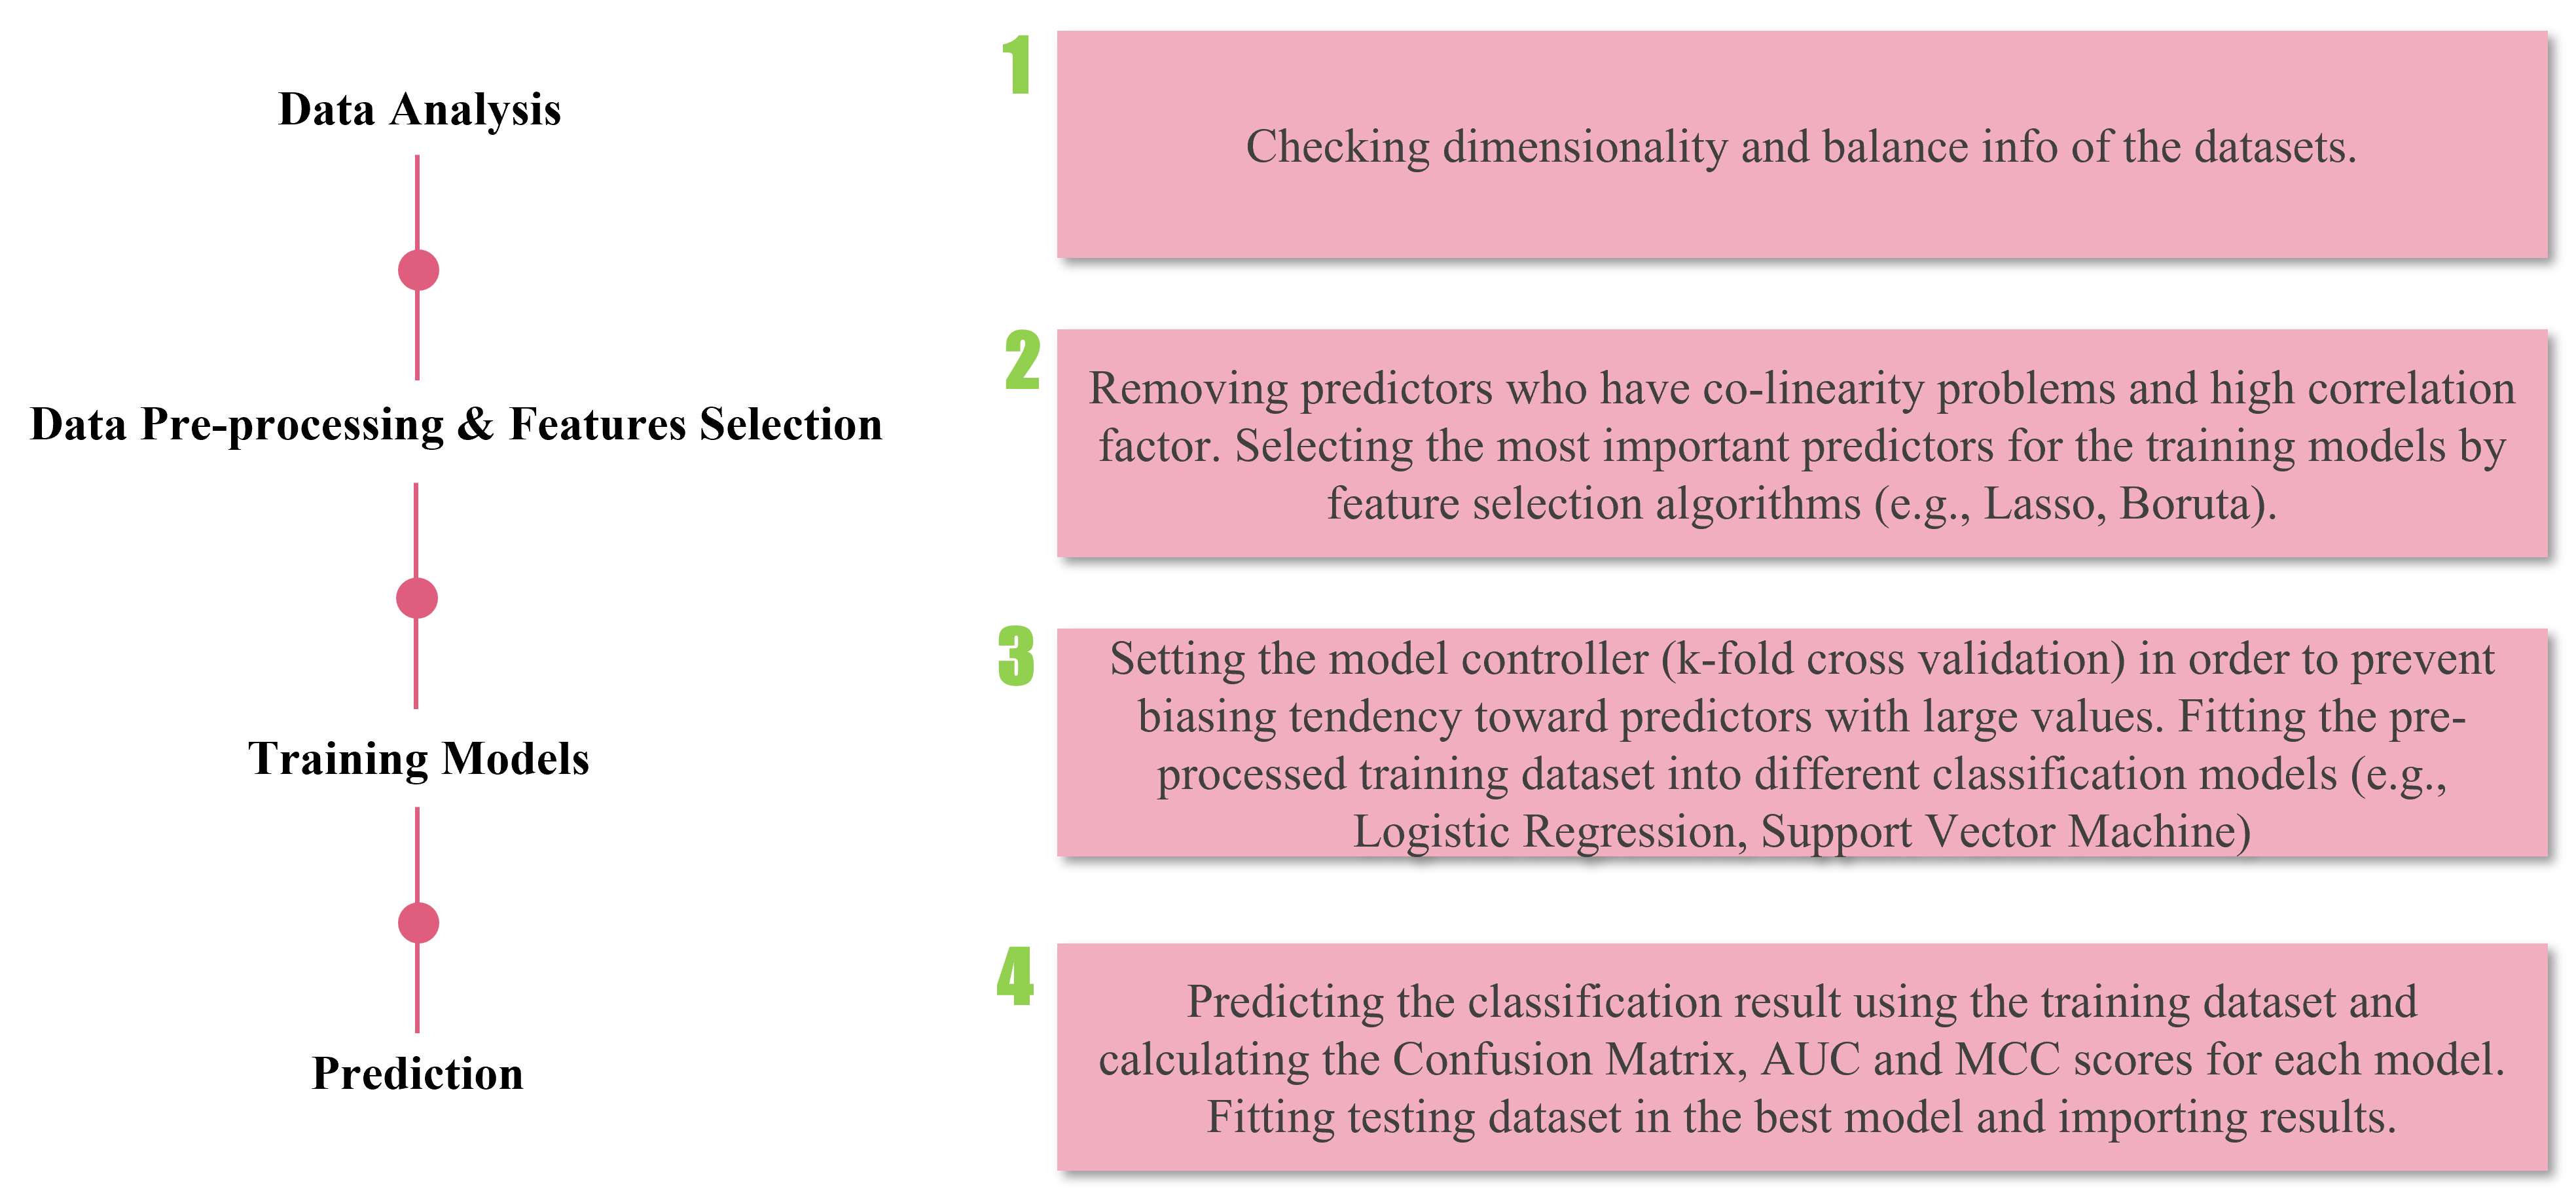 Data Analysis
1
Checking dimensionality and balance info of the datasets.
Data Pre-processing & Features Selection
2
Removing predictors who have co-linearity problems and high correlation
factor. Selecting the most important predictors for the training models by
feature selection algorithms (e.g., Lasso, Boruta).
Training Models
3
Setting the model controller (k-fold cross validation) in order to prevent
biasing tendency toward predictors with large values. Fitting the pre-
processed training dataset into different classification models (e.g.,
Logistic Regression, Support Vector Machine)
Prediction
4
Predicting the classification result using the training dataset and
calculating the Confusion Matrix, AUC and MCC scores for each model.
Fitting testing dataset in the best model and importing results.